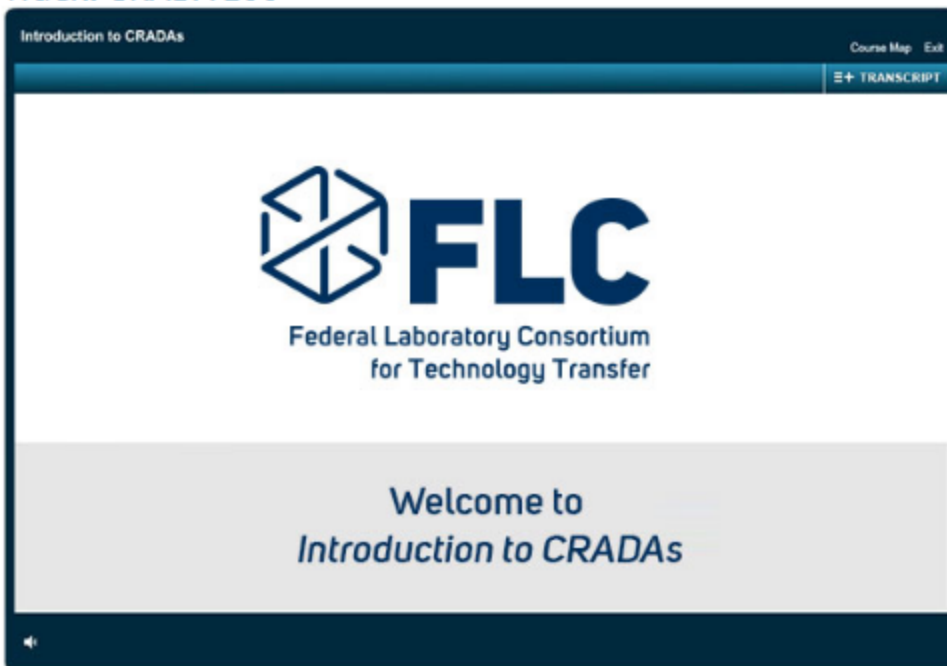 Introduction to CRADAs
Course Map Exit
TRANSCRIPT
FLC
Federal Laboratory Consortium
for Technology Transfer
Welcome to
Introduction to CRADAs